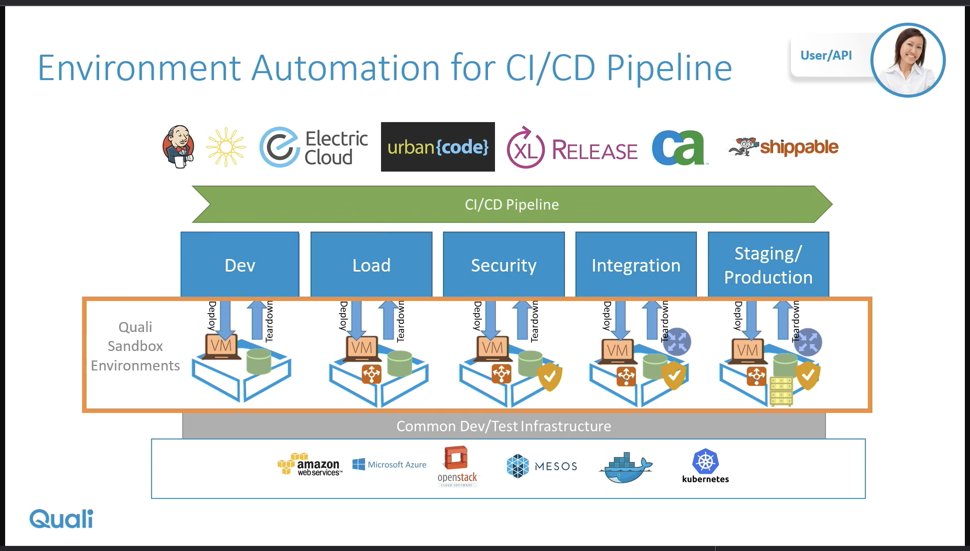 Environment Automation for CI/CD Pipeline
User/API
Electric
Cloud
urban{code}
XL RELEASE
ca
shippable
CI/CD Pipeline
Dev
Load
Security
Integration
Staging/
Production
Quali
Sandbox
Environments
Deploy
Teardown
Deploy
Teardown
Deploy
Teardown
Deploy
Teardown
Deploy
Teardown
VM
VM
VM
VM
VM
Common Dev/Test Infrastructure
amazon
web services™
Microsoft Azure
openstack
CLOUD SOFTWARE
MESOS
kubernetes
Quali